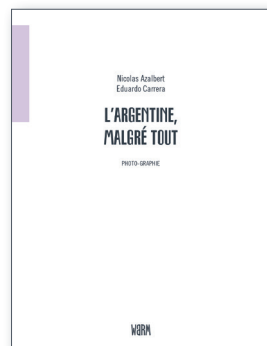 Nicolas Azalbert
Eduardo Carrera
L'ARGENTINE,
MALGRÉ TOUT
PHOTO-GRAPHIE
WARM